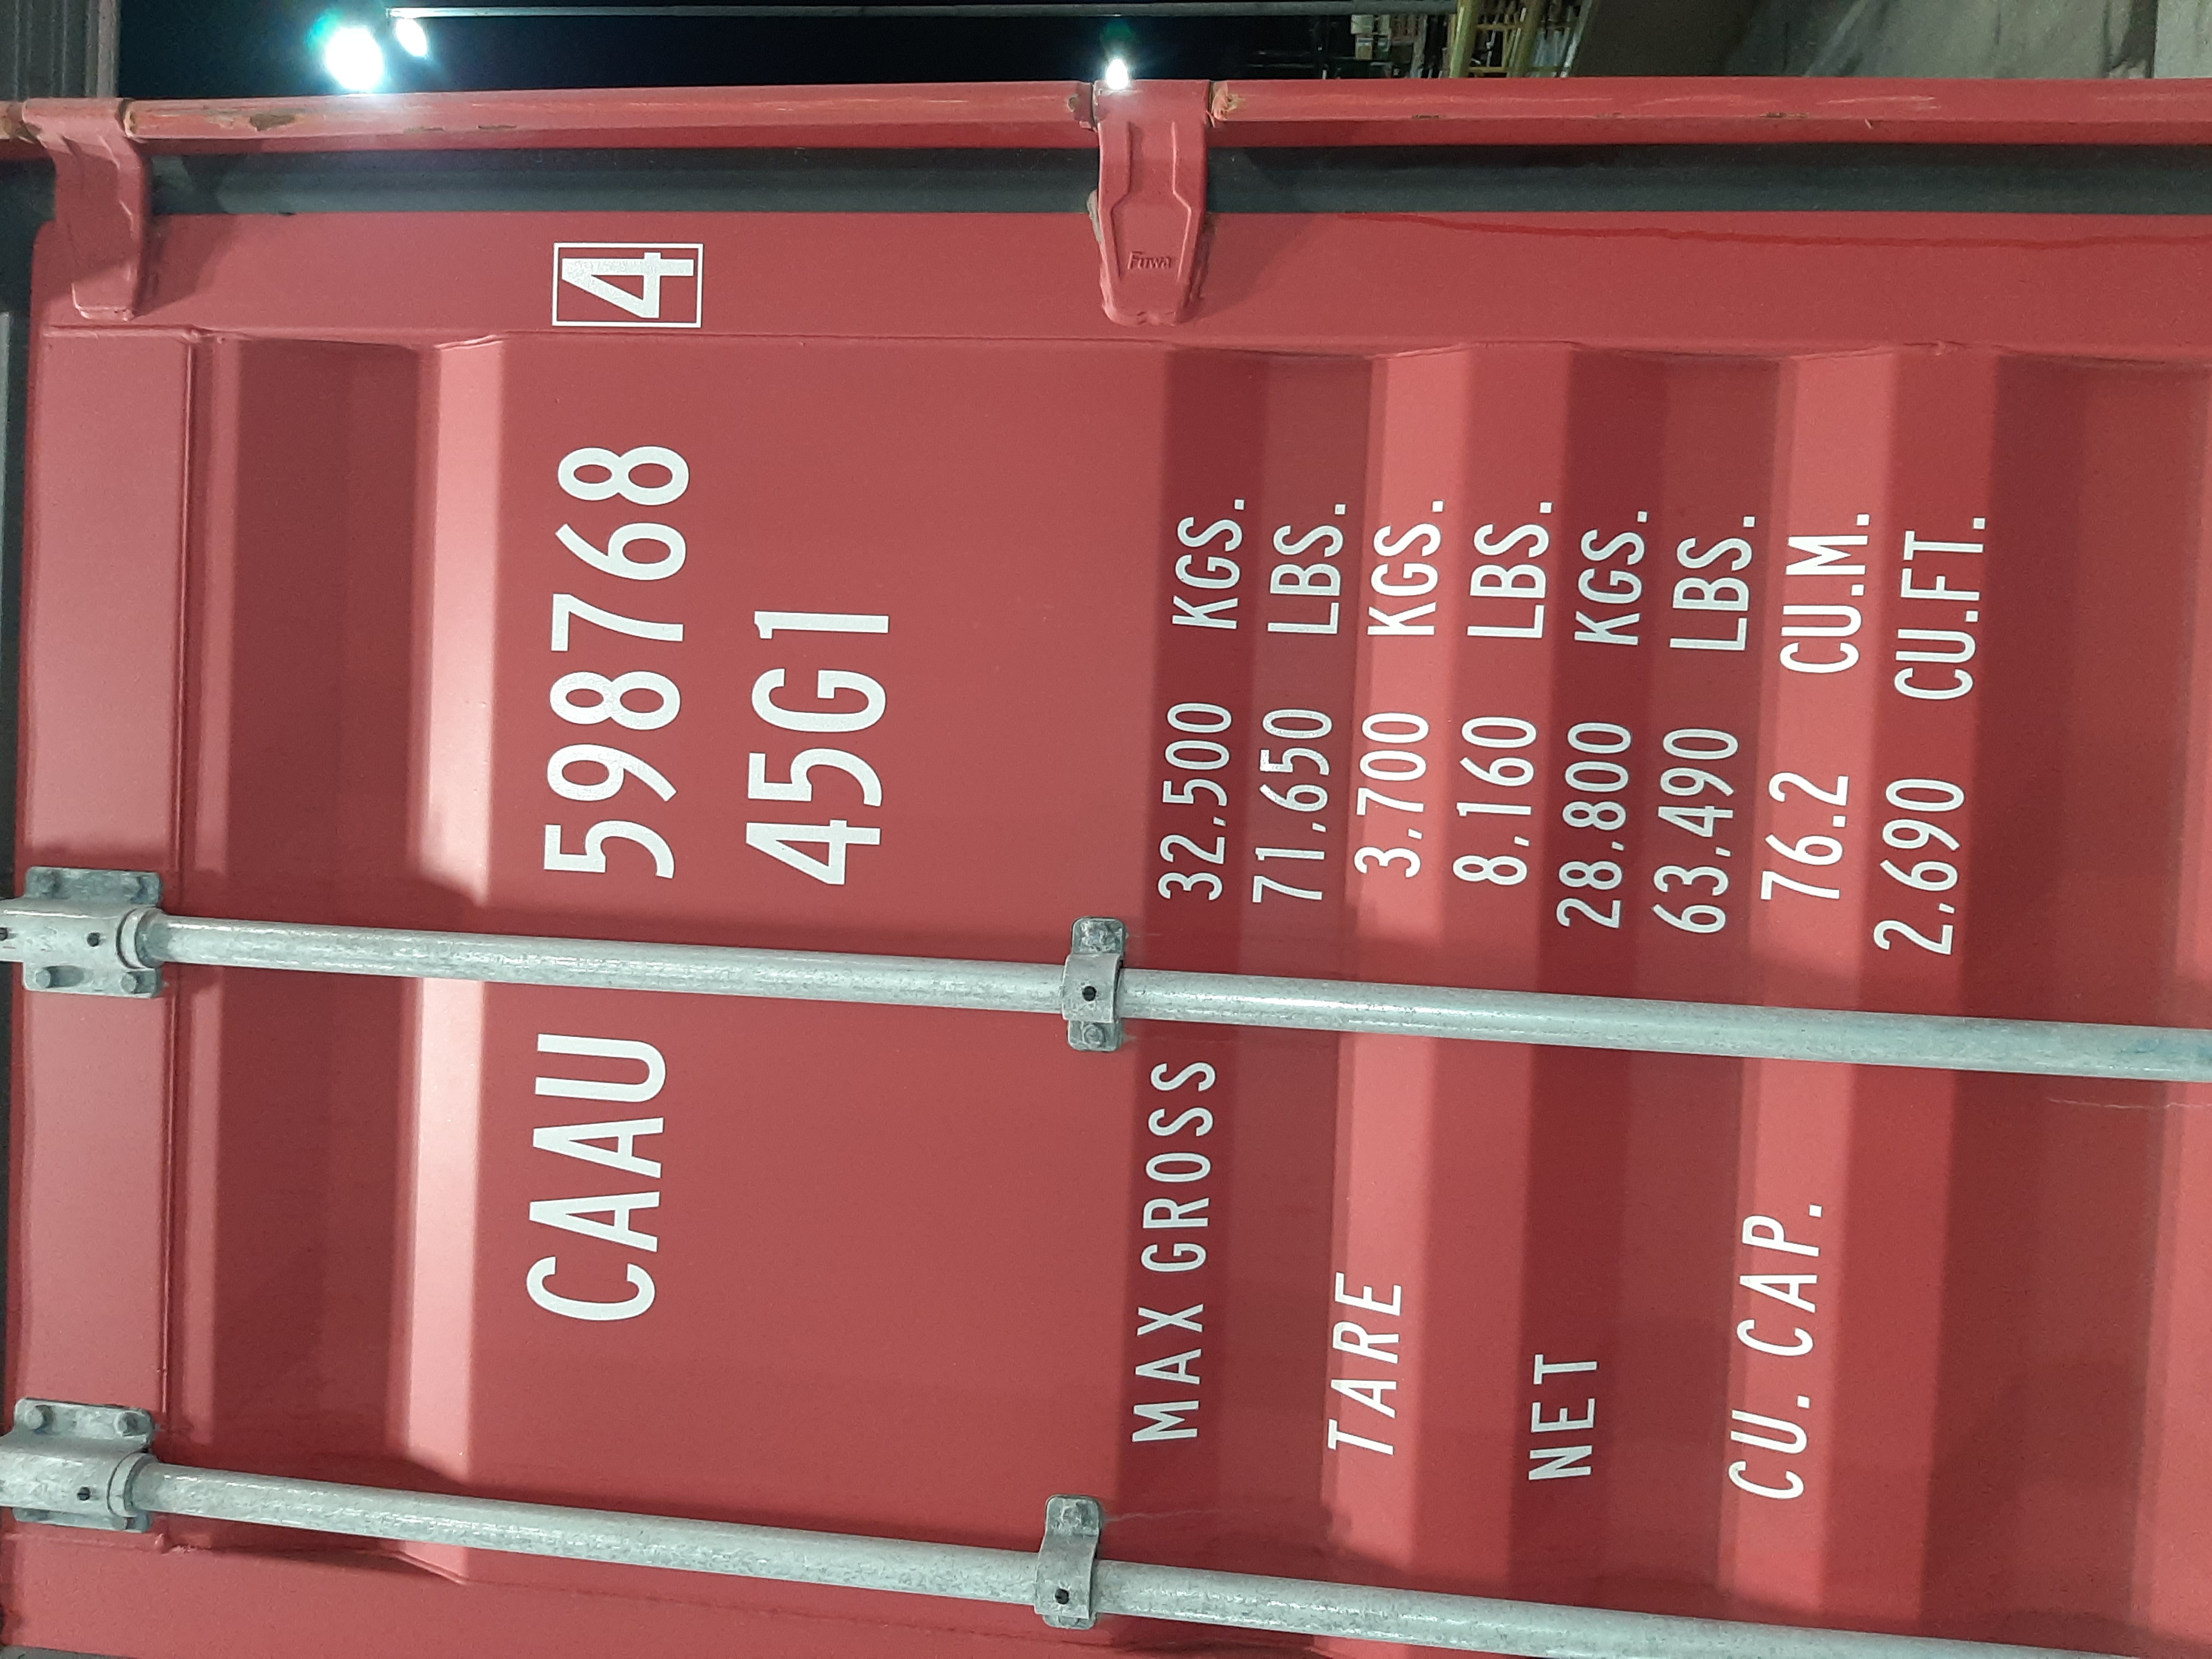 CAAU 598768 4
45G1
MAX GROSS 32,500 KGS.
71,650 LBS.
TARE 3,700 KGS.
8,160 LBS.
NET 28,800 KGS.
63,490 LBS.
CU. CAP. 76.2 CU.M.
2,690 CU.FT.
Fuwa